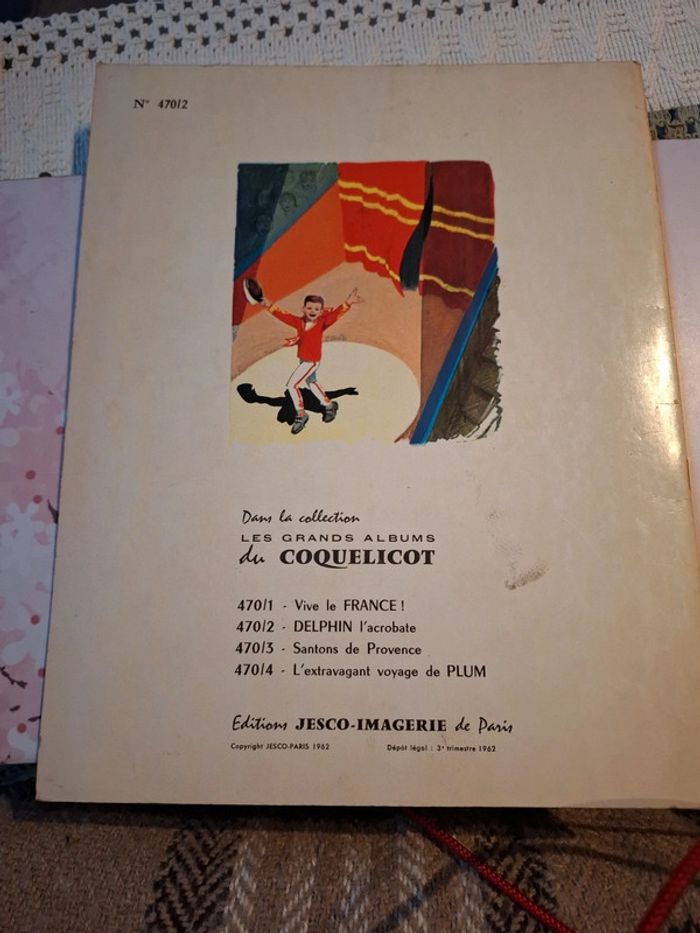 N° 470/2
Dans la collection
LES GRANDS ALBUMS
du COQUELICOT
470/1 - Vive le FRANCE !
470/2 - DELPHIN l'acrobate
470/3 - Santons de Provence
470/4 - L'extravagant voyage de PLUM
Editions JESCO-IMAGERIE de Paris
Copyright JESCO-PARIS 1962 Dépôt légal : 3e trimestre 1962